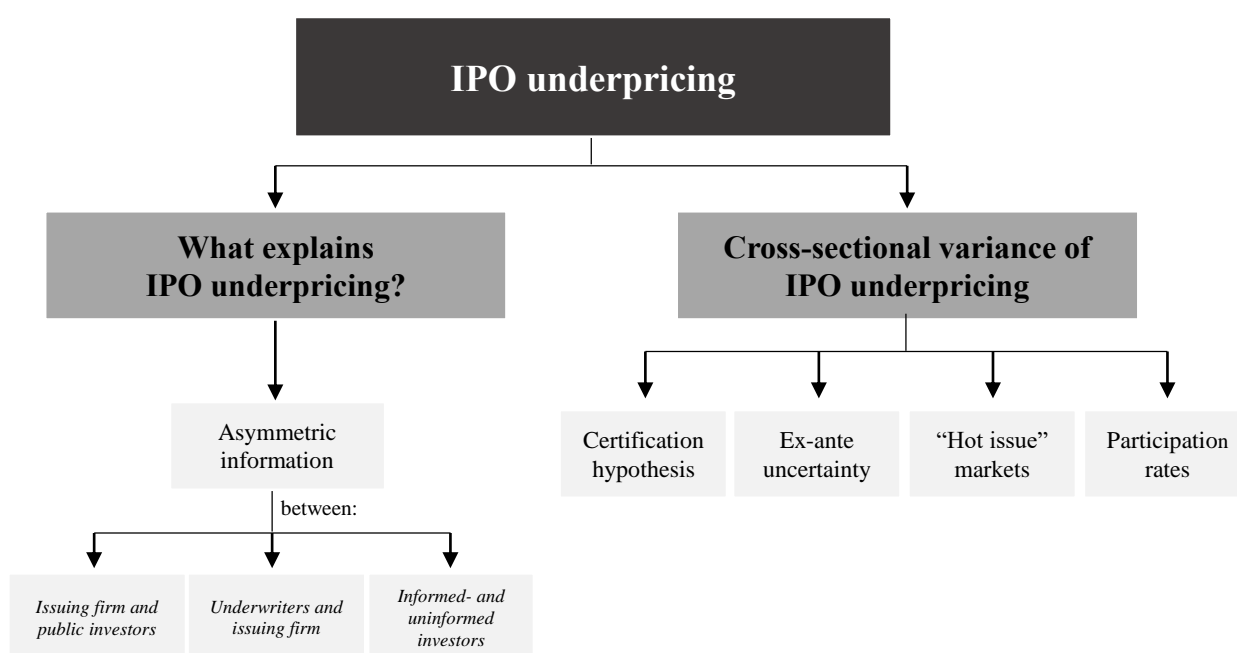 IPO underpricing
What explains
IPO underpricing?
Cross-sectional variance of
IPO underpricing
Asymmetric
information
between:
Issuing firm and
public investors
Underwriters and
issuing firm
Informed- and
uninformed
investors
Certification
hypothesis
Ex-ante
uncertainty
“Hot issue”
markets
Participation
rates